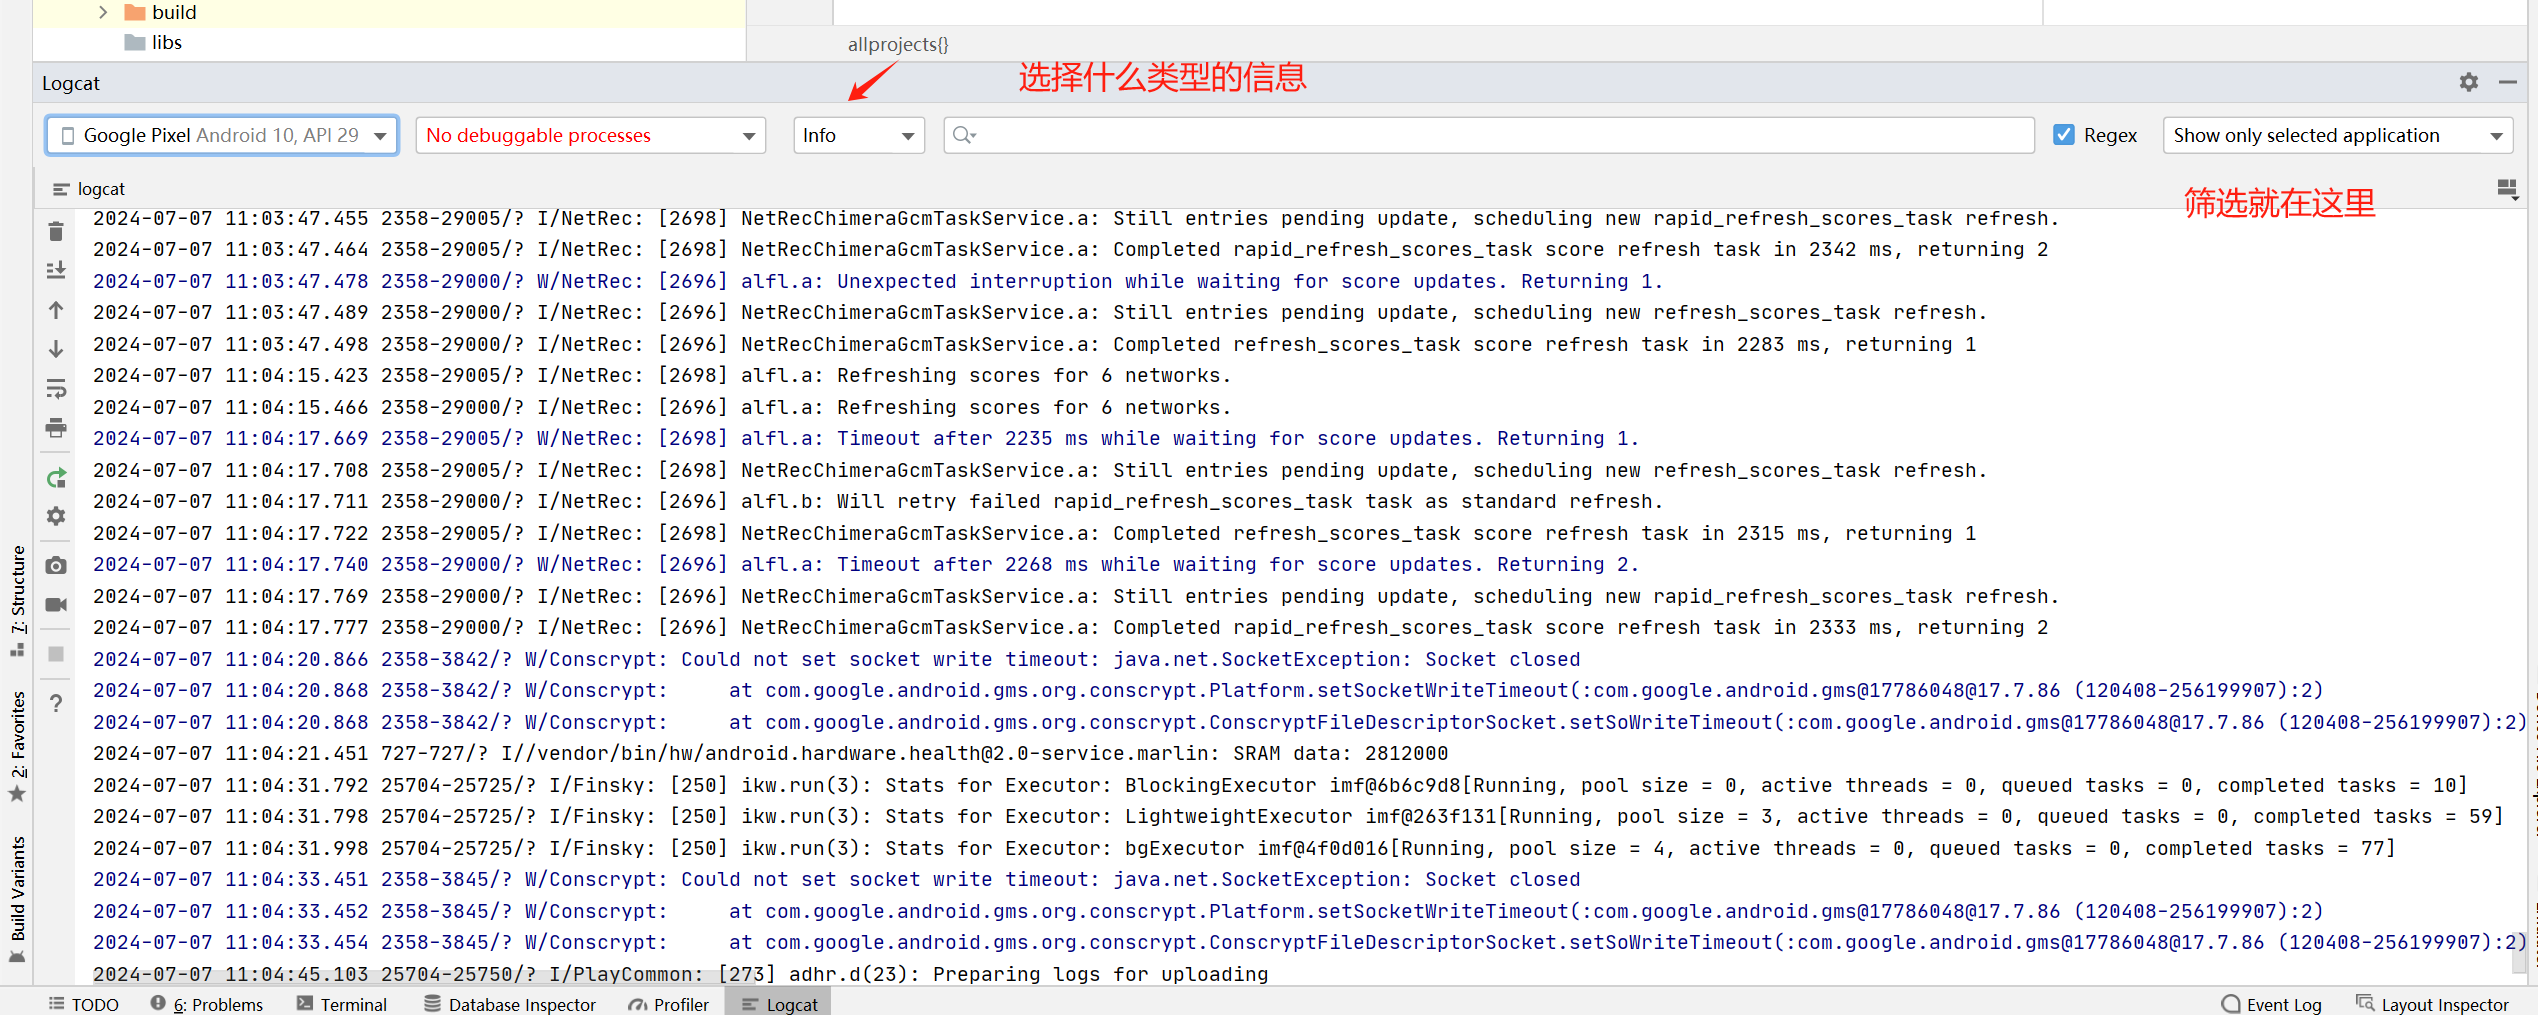 build
libs
allprojects{}
Logcat
选择什么类型的信息
Google Pixel Android 10, API 29
No debuggable processes
Info
Regex
Show only selected application
logcat
筛选就在这里
2024-07-07 11:03:47.455 2358-29005/? I/NetRec: [2698] NetRecChimeraGcmTaskService.a: Still entries pending update, scheduling new rapid_refresh_scores_task refresh.
2024-07-07 11:03:47.464 2358-29005/? I/NetRec: [2698] NetRecChimeraGcmTaskService.a: Completed rapid_refresh_scores_task score refresh task in 2342 ms, returning 2
2024-07-07 11:03:47.478 2358-29000/? W/NetRec: [2696] alfl.a: Unexpected interruption while waiting for score updates. Returning 1.
2024-07-07 11:03:47.489 2358-29000/? I/NetRec: [2696] NetRecChimeraGcmTaskService.a: Still entries pending update, scheduling new refresh_scores_task refresh.
2024-07-07 11:03:47.498 2358-29000/? I/NetRec: [2696] NetRecChimeraGcmTaskService.a: Completed refresh_scores_task score refresh task in 2283 ms, returning 1
2024-07-07 11:04:15.423 2358-29005/? I/NetRec: [2698] alfl.a: Refreshing scores for 6 networks.
2024-07-07 11:04:15.466 2358-29000/? I/NetRec: [2696] alfl.a: Refreshing scores for 6 networks.
2024-07-07 11:04:17.669 2358-29005/? W/NetRec: [2698] alfl.a: Timeout after 2235 ms while waiting for score updates. Returning 1.
2024-07-07 11:04:17.708 2358-29005/? I/NetRec: [2698] NetRecChimeraGcmTaskService.a: Still entries pending update, scheduling new refresh_scores_task refresh.
2024-07-07 11:04:17.711 2358-29000/? I/NetRec: [2696] alfl.b: Will retry failed rapid_refresh_scores_task task as standard refresh.
2024-07-07 11:04:17.722 2358-29005/? I/NetRec: [2698] NetRecChimeraGcmTaskService.a: Completed refresh_scores_task score refresh task in 2315 ms, returning 1
2024-07-07 11:04:17.740 2358-29000/? W/NetRec: [2696] alfl.a: Timeout after 2268 ms while waiting for score updates. Returning 2.
2024-07-07 11:04:17.769 2358-29000/? I/NetRec: [2696] NetRecChimeraGcmTaskService.a: Still entries pending update, scheduling new rapid_refresh_scores_task refresh.
2024-07-07 11:04:17.777 2358-29000/? I/NetRec: [2696] NetRecChimeraGcmTaskService.a: Completed rapid_refresh_scores_task score refresh task in 2333 ms, returning 2
2024-07-07 11:04:20.866 2358-3842/? W/Conscrypt: Could not set socket write timeout: java.net.SocketException: Socket closed
2024-07-07 11:04:20.868 2358-3842/? W/Conscrypt:     at com.google.android.gms.org.conscrypt.Platform.setSocketWriteTimeout(:com.google.android.gms@17786048@17.7.86 (120408-256199907):2)
2024-07-07 11:04:20.868 2358-3842/? W/Conscrypt:     at com.google.android.gms.org.conscrypt.ConscryptFileDescriptorSocket.setSoWriteTimeout(:com.google.android.gms@17786048@17.7.86 (120408-256199907):2)
2024-07-07 11:04:21.451 727-727/? I//vendor/bin/hw/android.hardware.health@2.0-service.marlin: SRAM data: 2812000
2024-07-07 11:04:31.792 25704-25725/? I/Finsky: [250] ikw.run(3): Stats for Executor: BlockingExecutor imf@6b6c9d8[Running, pool size = 0, active threads = 0, queued tasks = 0, completed tasks = 10]
2024-07-07 11:04:31.798 25704-25725/? I/Finsky: [250] ikw.run(3): Stats for Executor: LightweightExecutor imf@263f131[Running, pool size = 3, active threads = 0, queued tasks = 0, completed tasks = 59]
2024-07-07 11:04:31.998 25704-25725/? I/Finsky: [250] ikw.run(3): Stats for Executor: bgExecutor imf@4f0d016[Running, pool size = 4, active threads = 0, queued tasks = 0, completed tasks = 77]
2024-07-07 11:04:33.451 2358-3845/? W/Conscrypt: Could not set socket write timeout: java.net.SocketException: Socket closed
2024-07-07 11:04:33.452 2358-3845/? W/Conscrypt:     at com.google.android.gms.org.conscrypt.Platform.setSocketWriteTimeout(:com.google.android.gms@17786048@17.7.86 (120408-256199907):2)
2024-07-07 11:04:33.454 2358-3845/? W/Conscrypt:     at com.google.android.gms.org.conscrypt.ConscryptFileDescriptorSocket.setSoWriteTimeout(:com.google.android.gms@17786048@17.7.86 (120408-256199907):2)
2024-07-07 11:04:45.103 25704-25750/? I/PlayCommon: [273] adhr.d(23): Preparing logs for uploading
7: Structure
2: Favorites
Build Variants
TODO
6: Problems
Terminal
Database Inspector
Profiler
Logcat
Event Log
Layout Inspector